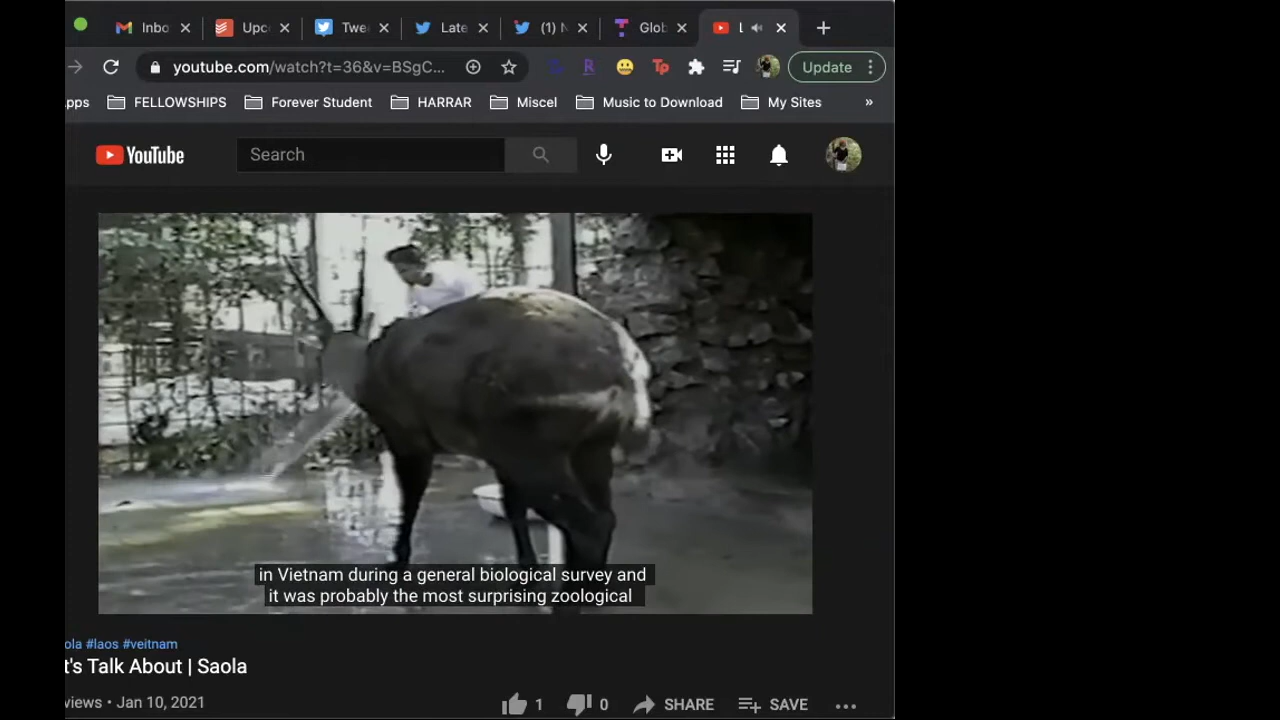 Inbo
Upc
Twe
Late
(1) N
Glob
L
youtube.com/watch?t=36&v=BSgC...
R
Tp
Update
pps
FELLOWSHIPS
Forever Student
HARRAR
Miscel
Music to Download
My Sites
»
YouTube
Search
in Vietnam during a general biological survey and
it was probably the most surprising zoological
ola #laos #veitnam
t's Talk About | Saola
views • Jan 10, 2021
1
0
SHARE
SAVE